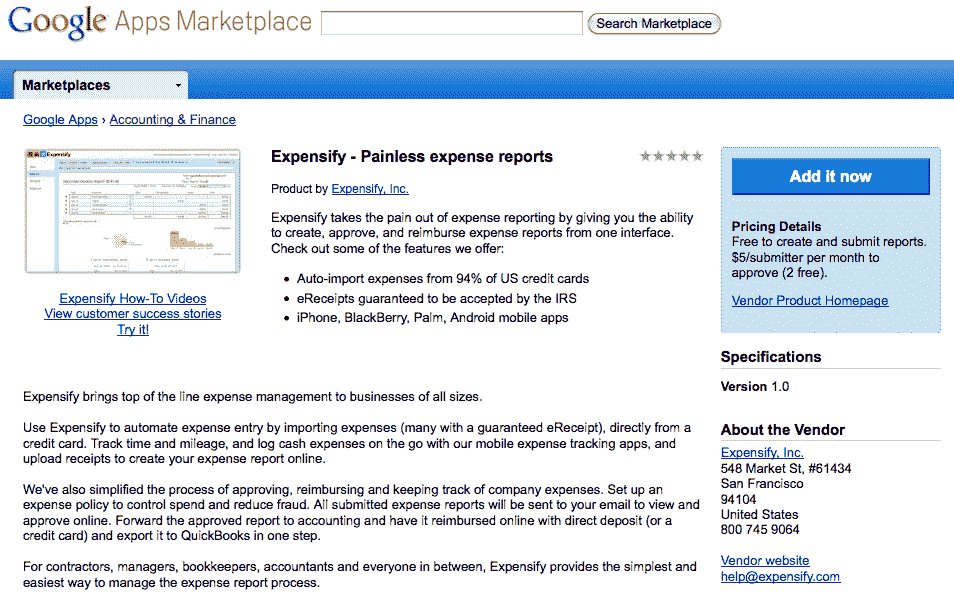 Google Apps Marketplace
Search Marketplace
Marketplaces
Google Apps › Accounting & Finance
Expensify
Expensify How-To Videos
View customer success stories
Try it!
Expensify - Painless expense reports
Product by Expensify, Inc.
Expensify takes the pain out of expense reporting by giving you the ability
to create, approve, and reimburse expense reports from one interface.
Check out some of the features we offer:
• Auto-import expenses from 94% of US credit cards
• eReceipts guaranteed to be accepted by the IRS
• iPhone, BlackBerry, Palm, Android mobile apps
Expensify brings top of the line expense management to businesses of all sizes.
Use Expensify to automate expense entry by importing expenses (many with a guaranteed eReceipt), directly from a
credit card. Track time and mileage, and log cash expenses on the go with our mobile expense tracking apps, and
upload receipts to create your expense report online.
We've also simplified the process of approving, reimbursing and keeping track of company expenses. Set up an
expense policy to control spend and reduce fraud. All submitted expense reports will be sent to your email to view and
approve online. Forward the approved report to accounting and have it reimbursed online with direct deposit (or a
credit card) and export it to QuickBooks in one step.
For contractors, managers, bookkeepers, accountants and everyone in between, Expensify provides the simplest and
easiest way to manage the expense report process.
Add it now
Pricing Details
Free to create and submit reports.
$5/submitter per month to
approve (2 free).
Vendor Product Homepage
Specifications
Version 1.0
About the Vendor
Expensify, Inc.
548 Market St, #61434
San Francisco
94104
United States
800 745 9064
Vendor website
help@expensify.com